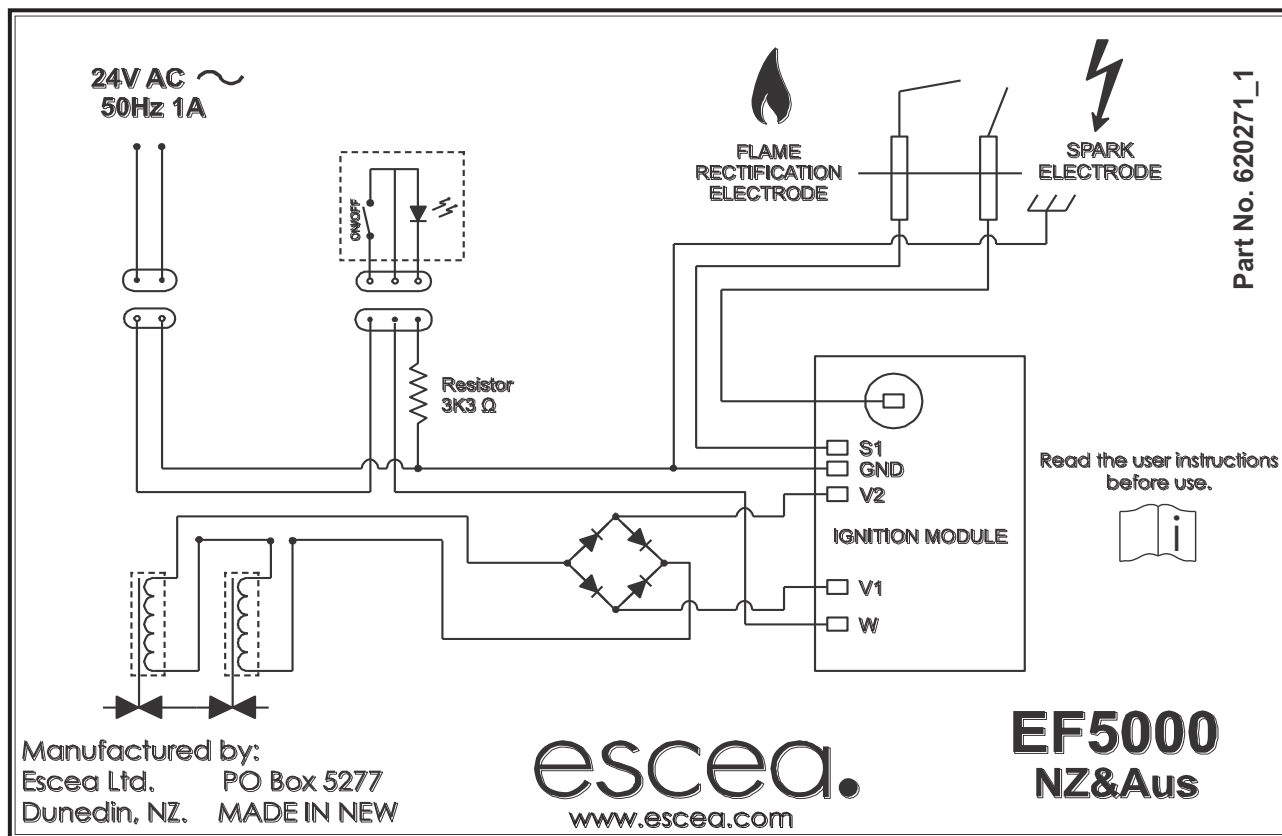 24V AC
50Hz 1A
ON/OFF
Resistor
3K3 Ω
FLAME
RECTIFICATION
ELECTRODE
SPARK
ELECTRODE
Part No. 620271_1
S1
GND
V2
IGNITION MODULE
V1
W
Read the user instructions
before use.
i
Manufactured by:
Escea Ltd. PO Box 5277
Dunedin, NZ. MADE IN NEW
escea.
www.escea.com
EF5000
NZ&Aus